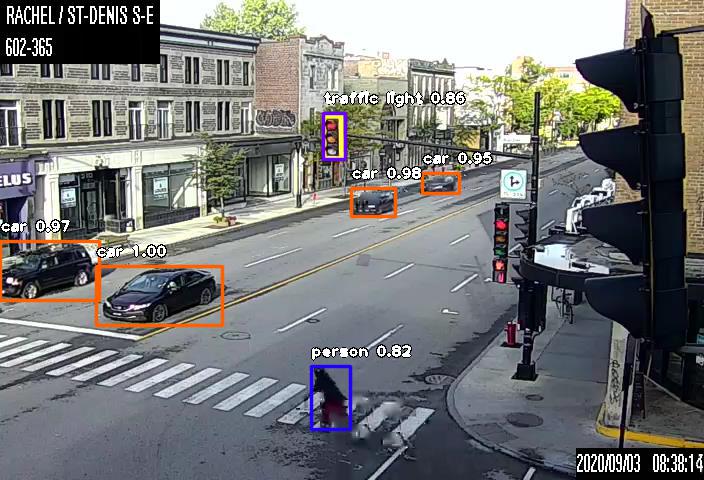 RACHEL / ST-DENIS S-E
602-365
traffic light 0.86
car 0.95
car 0.98
ELUS
car 0.97
car 1.00
person 0.82
2020/09/03 08:38:14